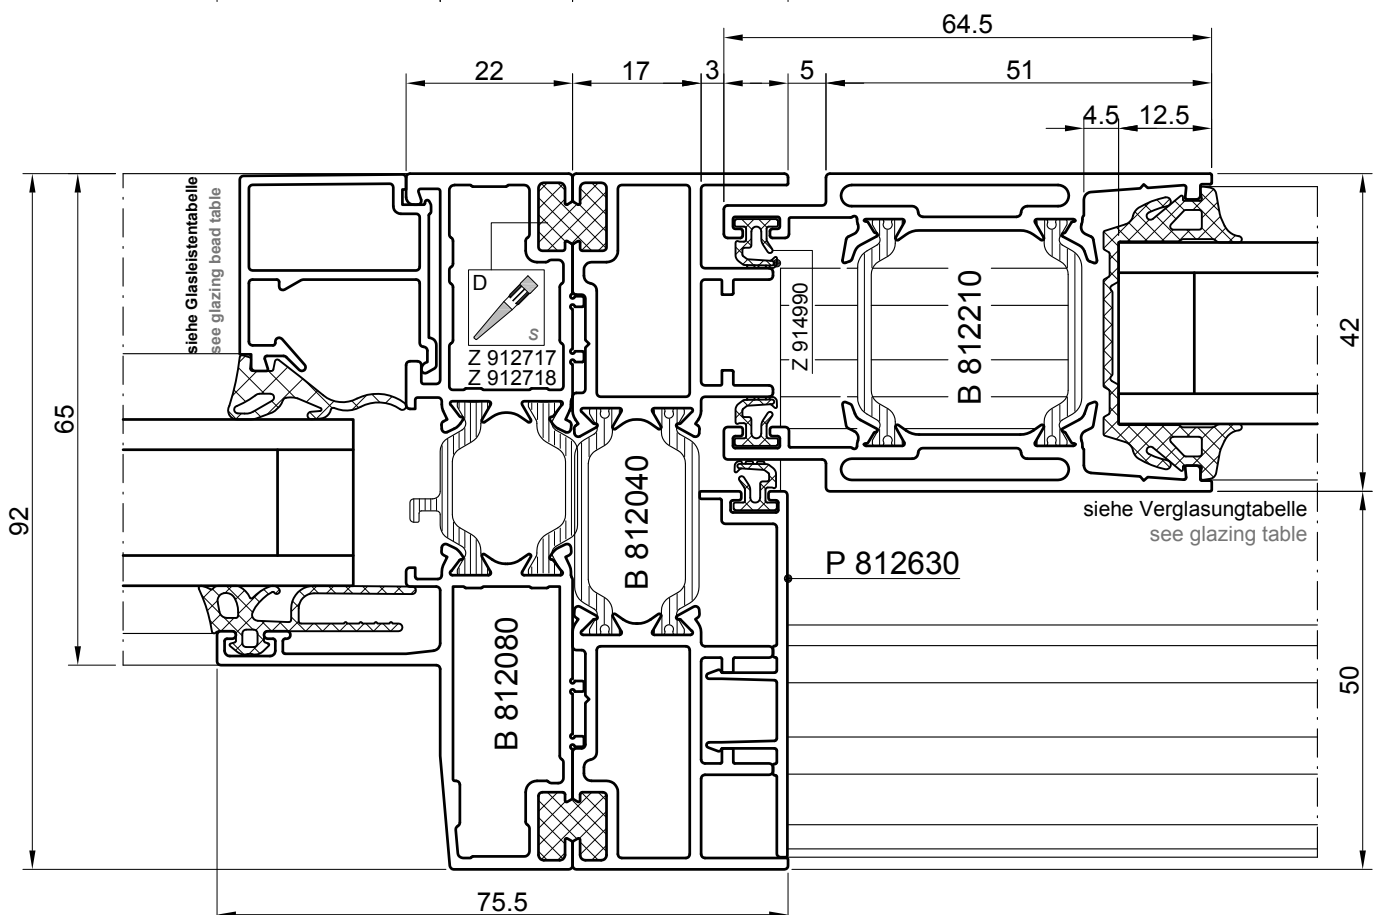 64.5
22
17
3
5
51
4.5
12.5
siehe Glasleistentabelle
see glazing bead table
D
S
Z 912717
Z 912718
Z 914990
B 812210
42
65
92
B 812040
siehe Verglasungtabelle
see glazing table
P 812630
B 812080
50
75.5